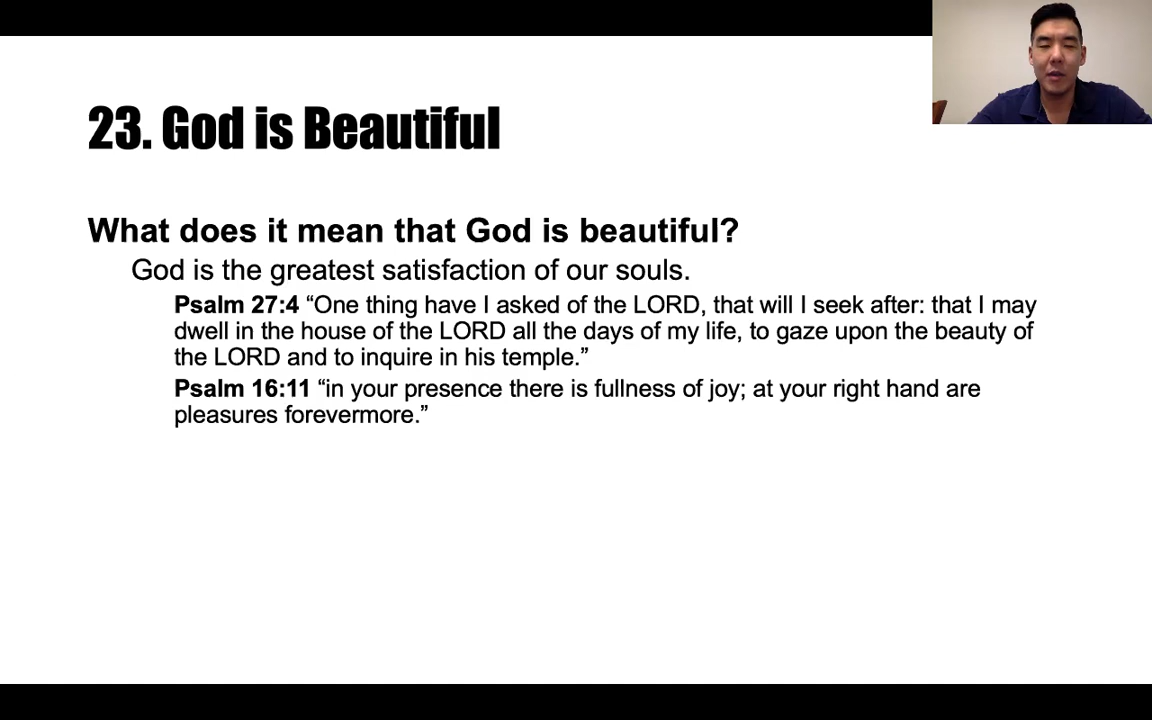 23. God is Beautiful
What does it mean that God is beautiful?
God is the greatest satisfaction of our souls.
Psalm 27:4 “One thing have I asked of the LORD, that will I seek after: that I may
dwell in the house of the LORD all the days of my life, to gaze upon the beauty of
the LORD and to inquire in his temple.”
Psalm 16:11 “in your presence there is fullness of joy; at your right hand are
pleasures forevermore.”